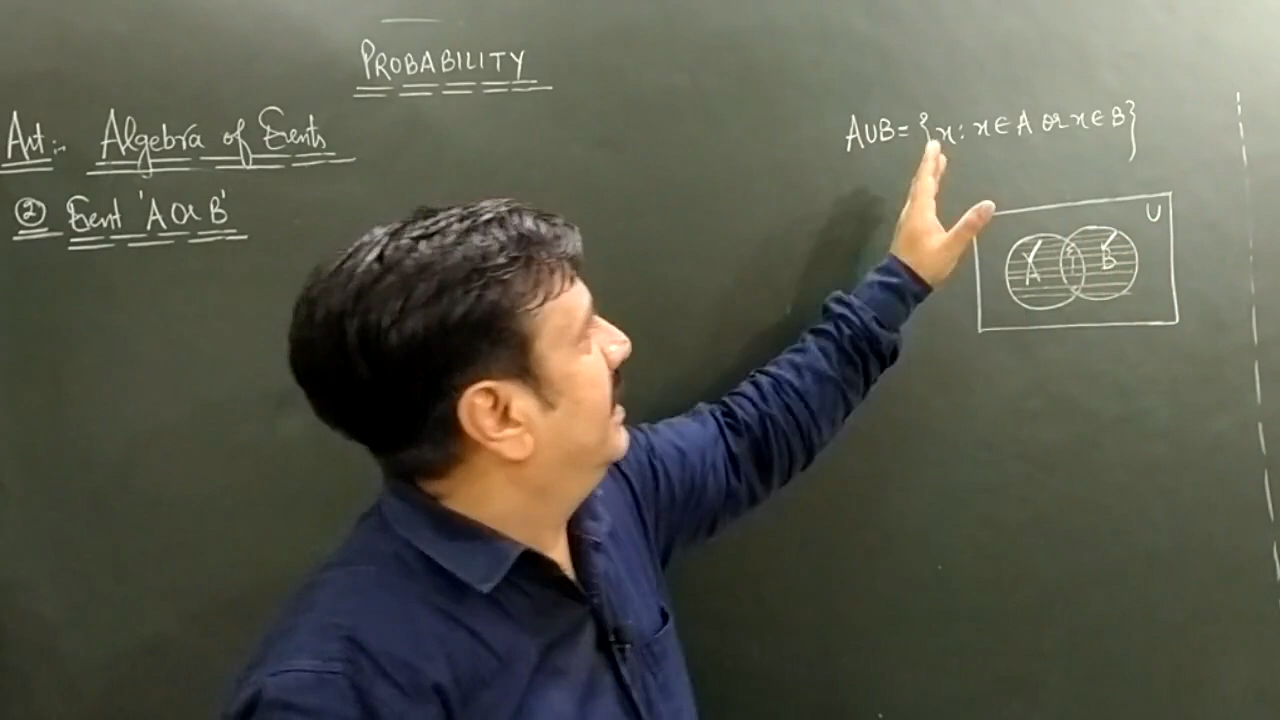 PROBABILITY
Art:- Algebra of Events
② Event 'A or B'
A∪B = {x : x ∈ A or x ∈ B}
U
A B